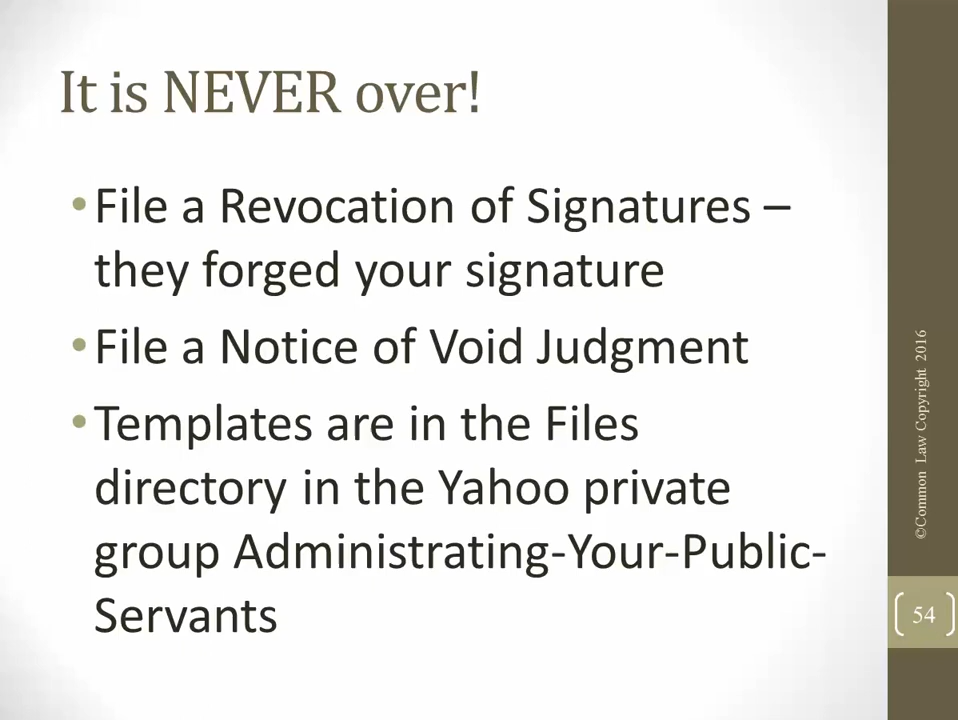 It is NEVER over!
•File a Revocation of Signatures –
they forged your signature
•File a Notice of Void Judgment
•Templates are in the Files
directory in the Yahoo private
group Administrating-Your-Public-
Servants
©Common Law Copyright 2016
54